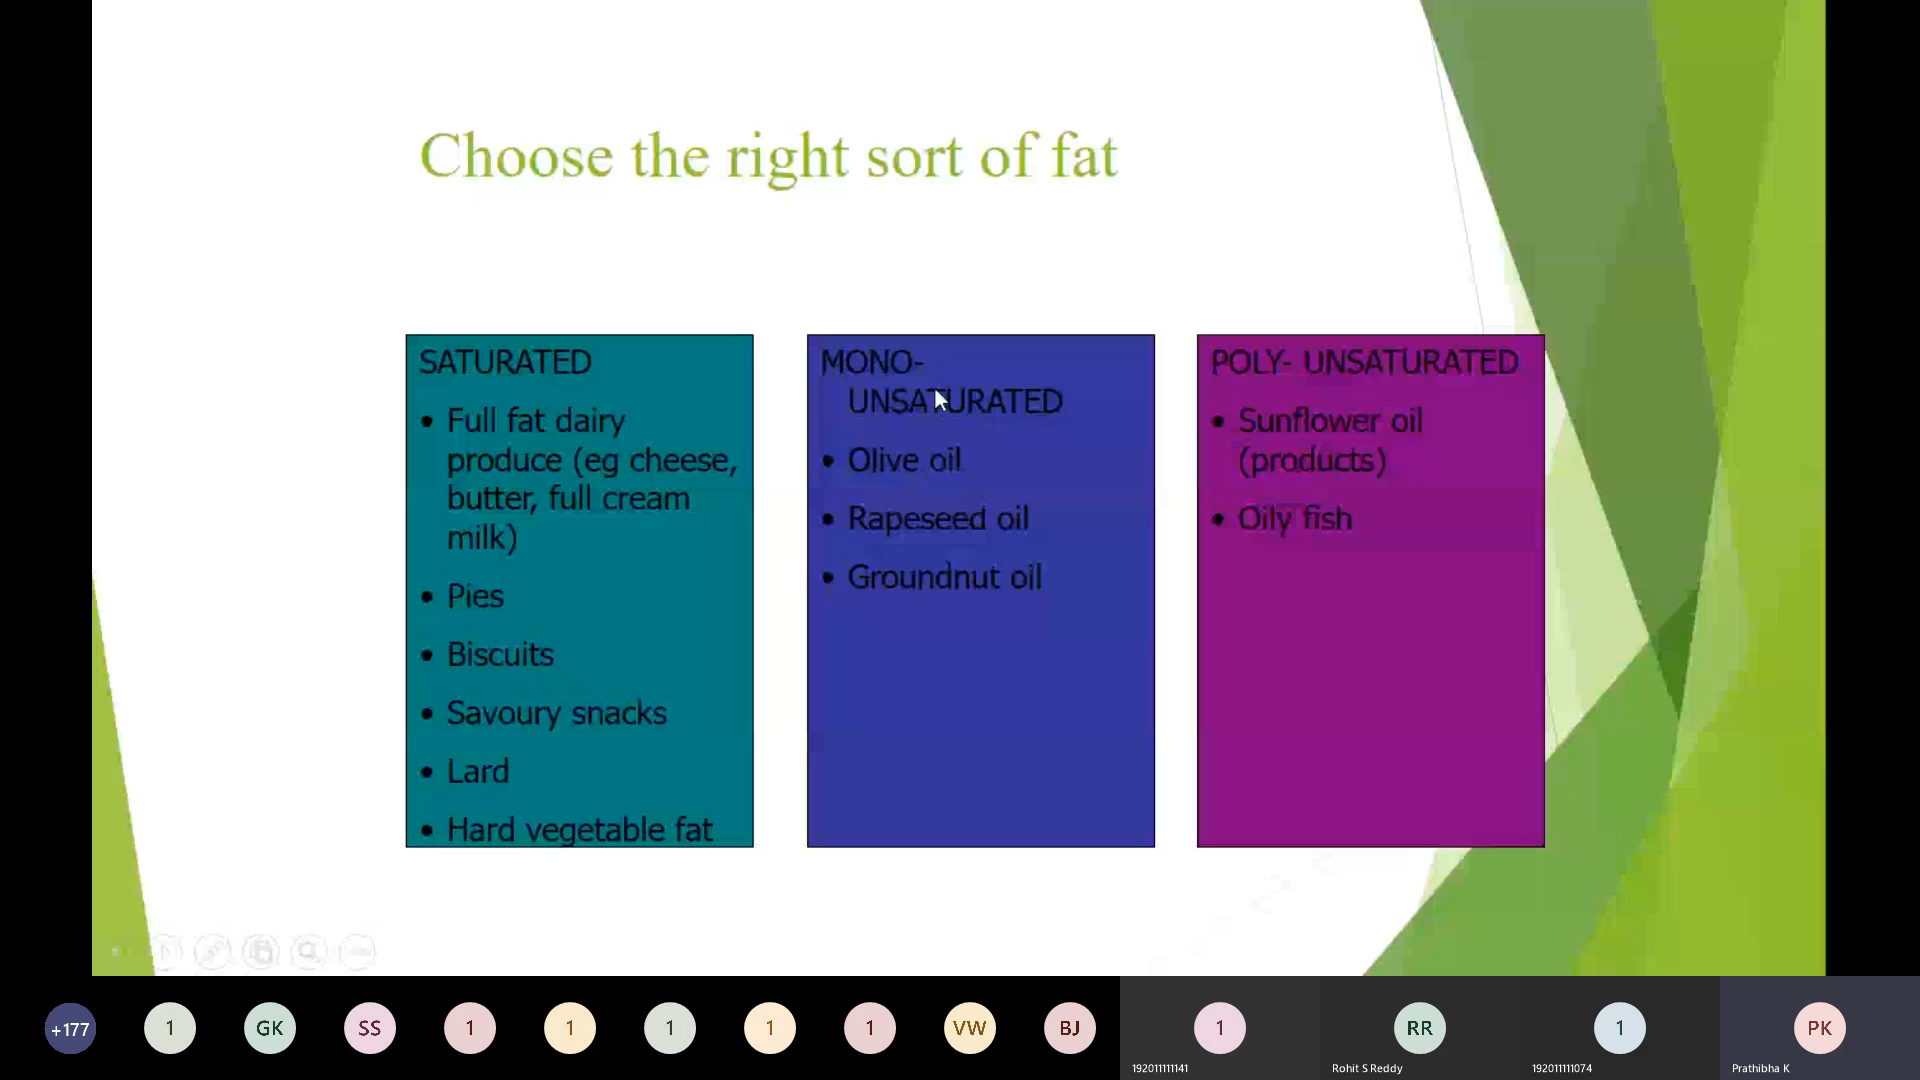 Choose the right sort of fat
SATURATED
• Full fat dairy
produce (eg cheese,
butter, full cream
milk)
• Pies
• Biscuits
• Savoury snacks
• Lard
• Hard vegetable fat
MONO-
UNSATURATED
• Olive oil
• Rapeseed oil
• Groundnut oil
POLY- UNSATURATED
• Sunflower oil
(products)
• Oily fish
+177
1
GK
SS
1
1
1
1
1
VW
BJ
1
192011111141
RR
Rohit S Reddy
1
192011111074
PK
Prathibha K